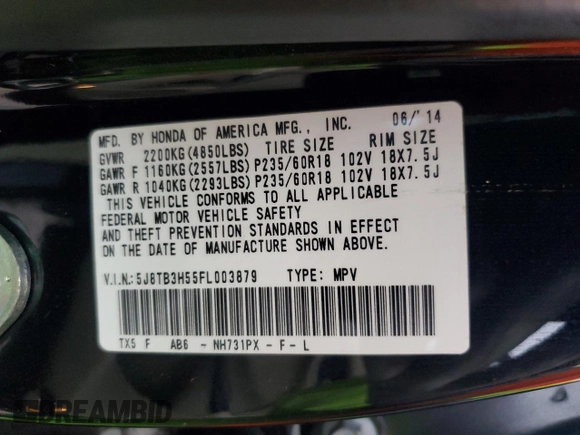 MFD. BY HONDA OF AMERICA MFG., INC. 06/'14
GVWR 2200KG(4850LBS) TIRE SIZE RIM SIZE
GAWR F 1160KG(2557LBS) P235/60R18 102V 18X7.5J
GAWR R 1040KG(2293LBS) P235/60R18 102V 18X7.5J
THIS VEHICLE CONFORMS TO ALL APPLICABLE
FEDERAL MOTOR VEHICLE SAFETY
AND THEFT PREVENTION STANDARDS IN EFFECT
ON THE DATE OF MANUFACTURE SHOWN ABOVE.
V.I.N.:5J8TB3H55FL003879 TYPE: MPV
TX5 F AB6 - NH731PX - F - L
DREAMBID